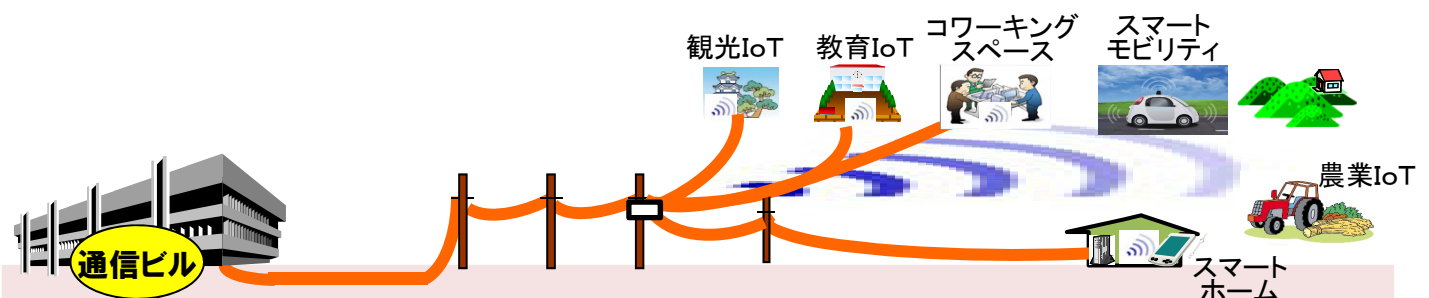 観光IoT
教育IoT
コワーキング
スペース
スマート
モビリティ
農業IoT
通信ビル
スマート
ホーム